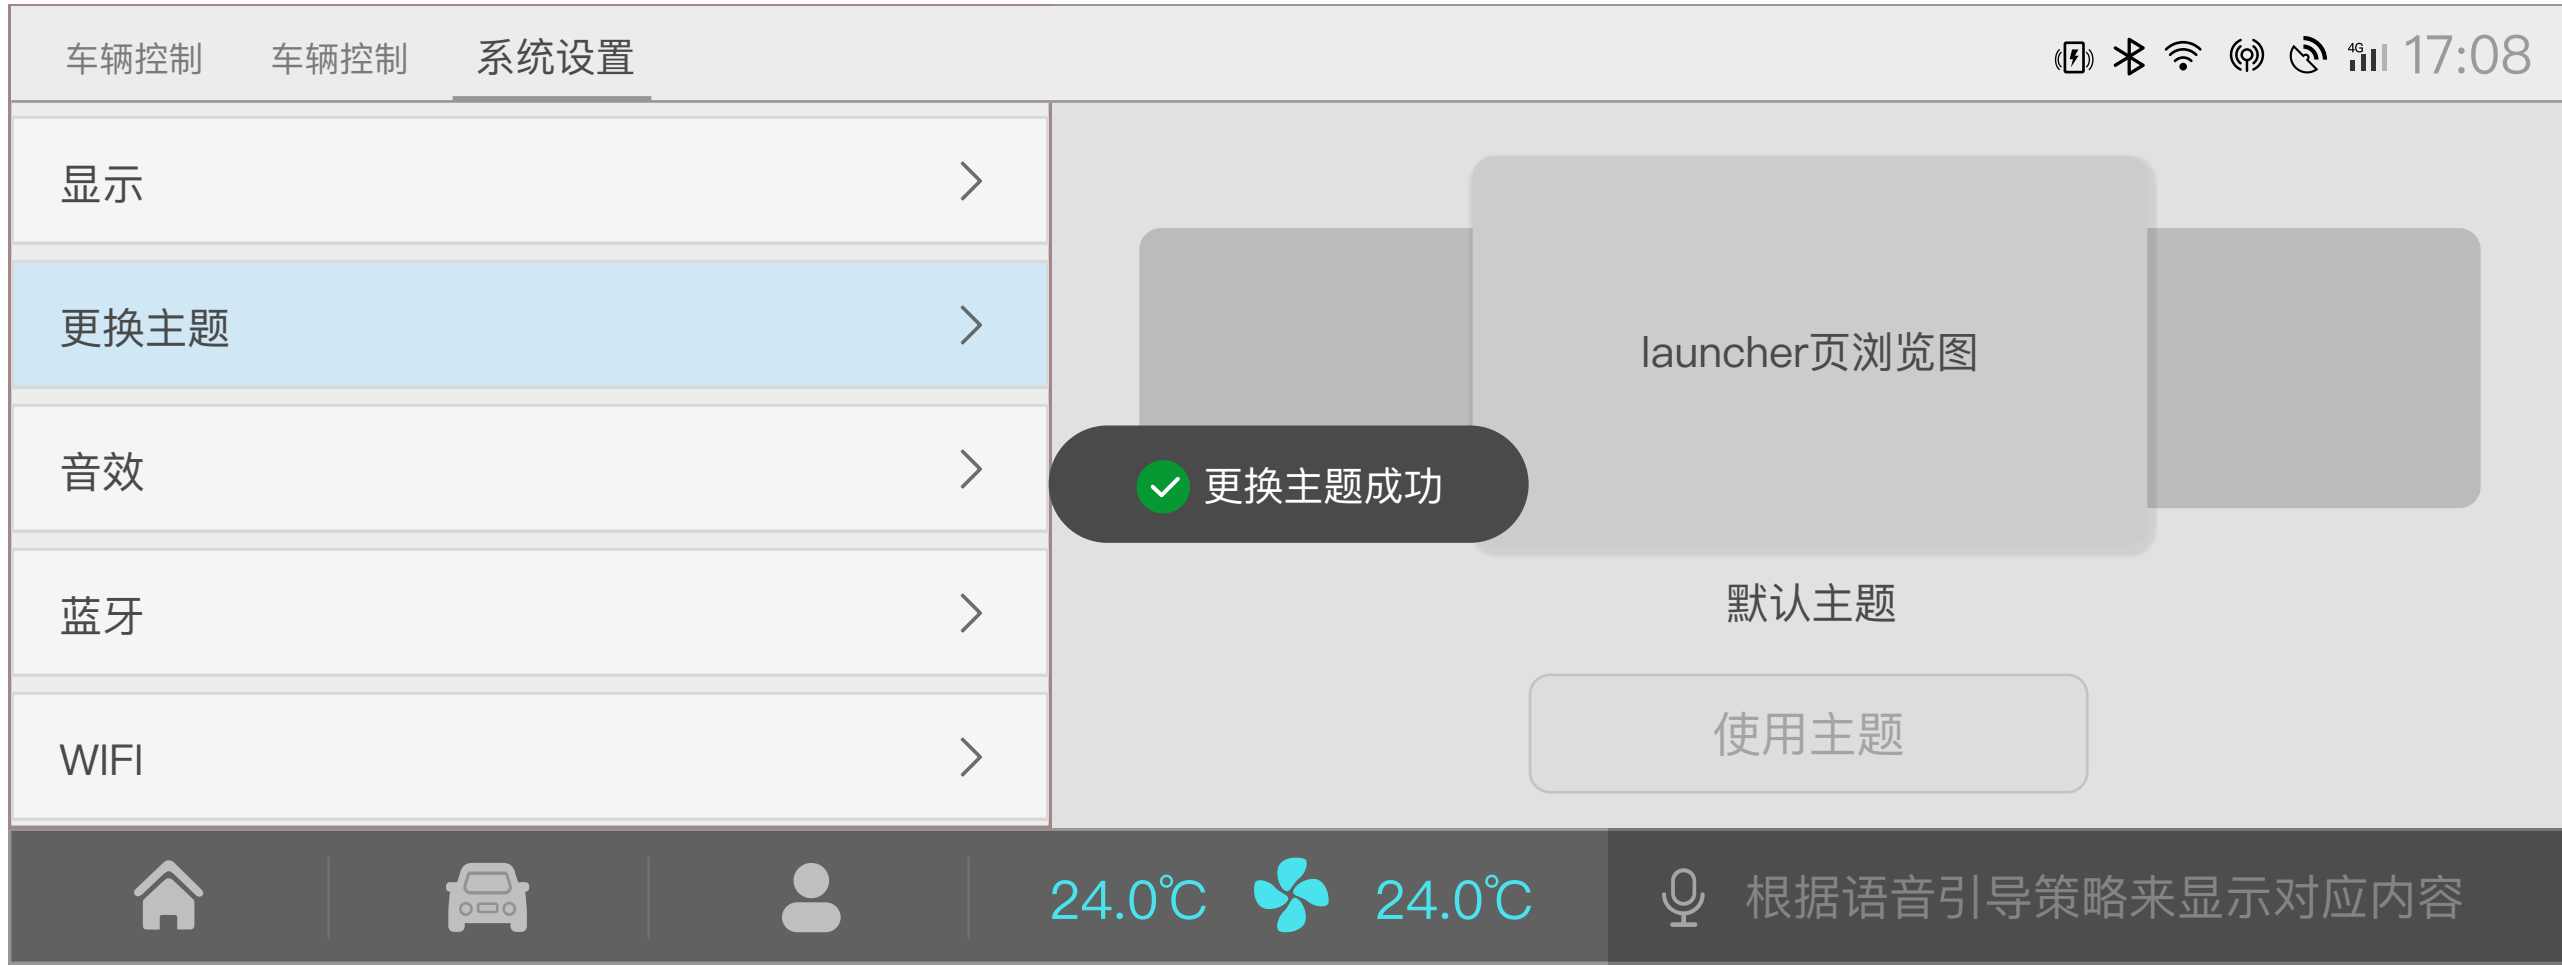 车辆控制 车辆控制 系统设置 4G 17:08
显示
更换主题
音效
蓝牙
WIFI
launcher页浏览图
更换主题成功
默认主题
使用主题
24.0℃ 24.0℃ 根据语音引导策略来显示对应内容